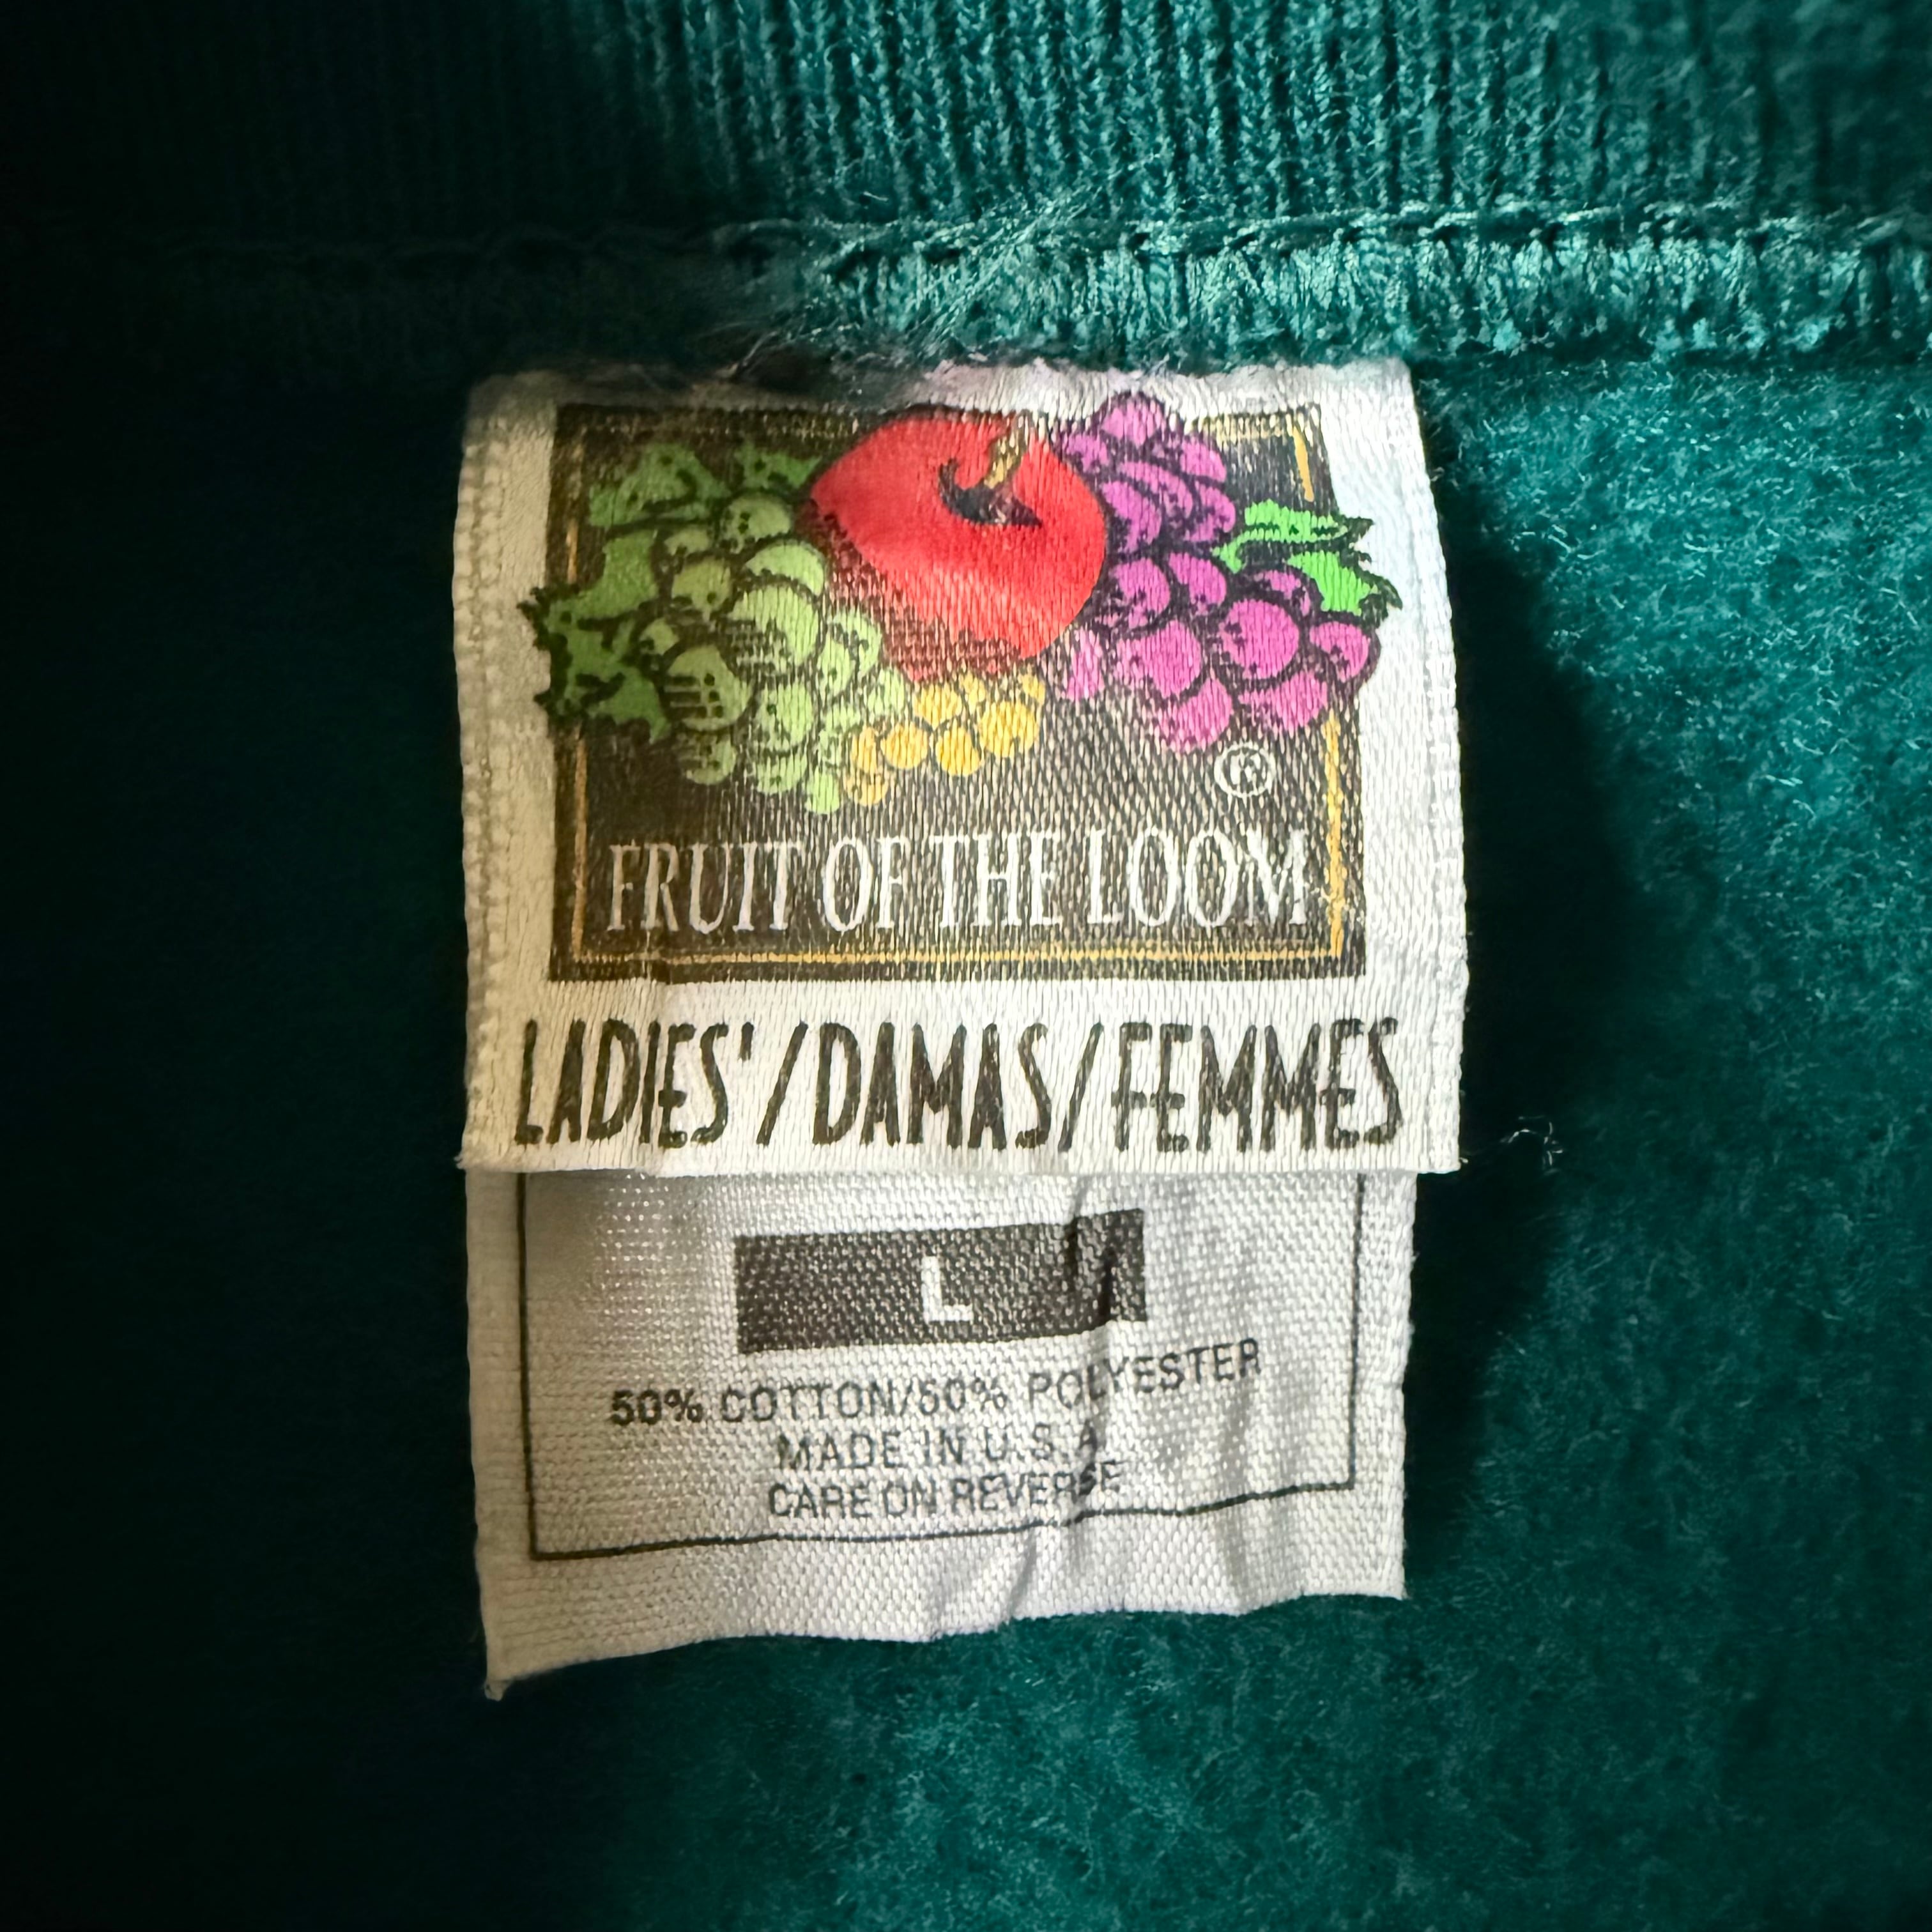 ®
FRUIT OF THE LOOM
LADIES'/DAMAS/FEMMES
L
50% COTTON/50% POLYESTER
MADE IN U.S.A.
CARE ON REVERSE